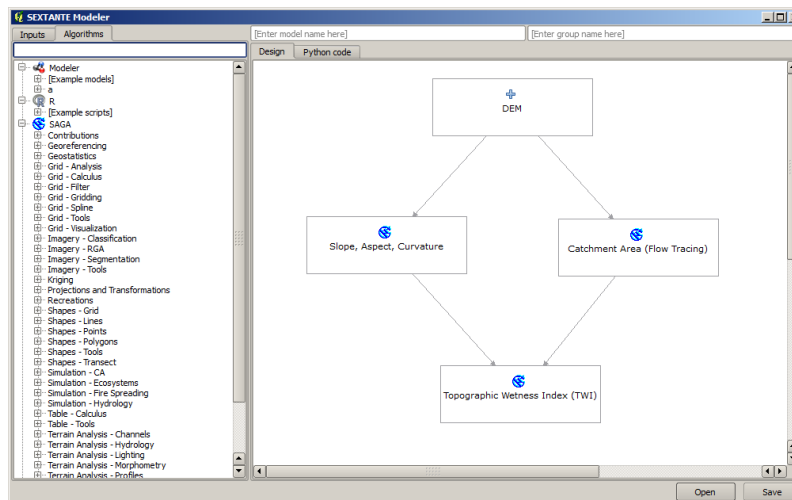 SEXTANTE Modeler
Inputs
Algorithms
[Enter model name here]
[Enter group name here]
Design
Python code
Modeler
[Example models]
a
R
[Example scripts]
SAGA
Contributions
Georeferencing
Geostatistics
Grid - Analysis
Grid - Calculus
Grid - Filter
Grid - Gridding
Grid - Spline
Grid - Tools
Grid - Visualization
Imagery - Classification
Imagery - RGA
Imagery - Segmentation
Imagery - Tools
Kriging
Projections and Transformations
Recreations
Shapes - Grid
Shapes - Lines
Shapes - Points
Shapes - Polygons
Shapes - Tools
Shapes - Transect
Simulation - CA
Simulation - Ecosystems
Simulation - Fire Spreading
Simulation - Hydrology
Table - Calculus
Table - Tools
Terrain Analysis - Channels
Terrain Analysis - Hydrology
Terrain Analysis - Lighting
Terrain Analysis - Morphometry
Terrain Analysis - Profiles
DEM
Slope, Aspect, Curvature
Catchment Area (Flow Tracing)
Topographic Wetness Index (TWI)
Open
Save